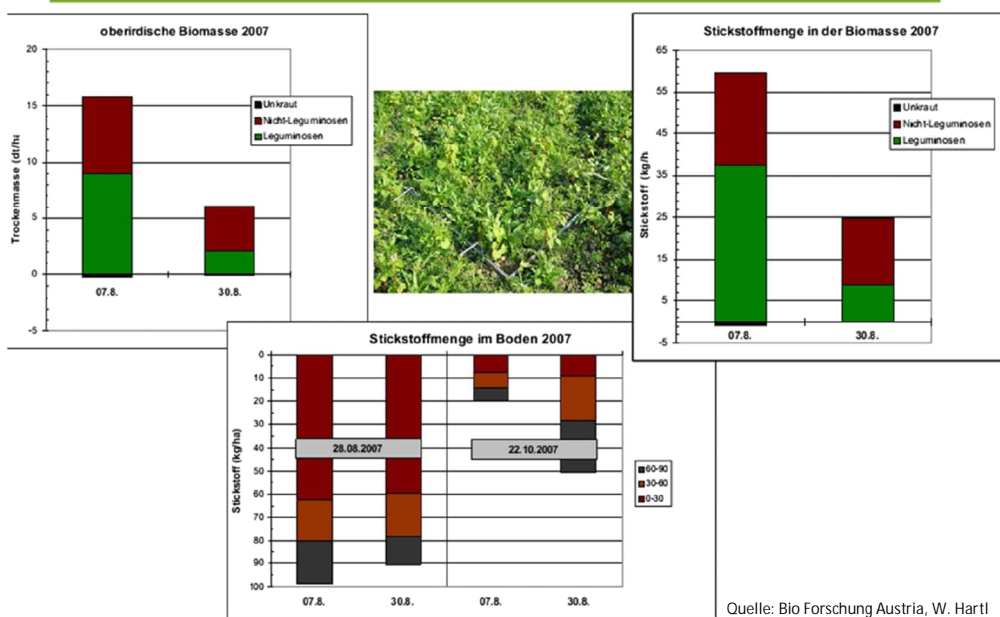 oberirdische Biomasse 2007
Trockenmasse (dt/ha
20
15
10
5
0
-5
07.8.
30.8.
Unkraut
Nicht-Leguminosen
Leguminosen
Stickstoffmenge in der Biomasse 2007
Stickstoff (kg/h
65
55
45
35
25
15
5
-5
07.8.
30.8.
Unkraut
Nicht-Leguminosen
Leguminosen
Stickstoffmenge im Boden 2007
Stickstoff (kg/ha)
0
10
20
30
40
50
60
70
80
90
100
28.08.2007
22.10.2007
07.8.
30.8.
07.8.
30.8.
60-90
30-60
0-30
Quelle: Bio Forschung Austria, W. Hartl